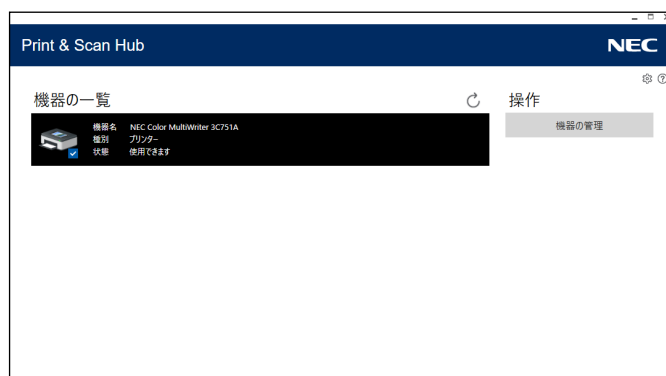 Print & Scan Hub
NEC
機器の一覧
操作
機器名 NEC Color MultiWriter 3C751A
種別 プリンター
状態 使用できます
機器の管理